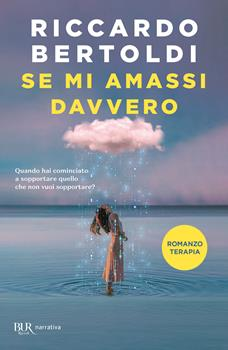 RICCARDO
BERTOLDI
SE MI AMASSI
DAVVERO
Quando hai cominciato
a sopportare quello
che non vuoi sopportare?
ROMANZO
TERAPIA
BUR
Rizzoli
narrativa